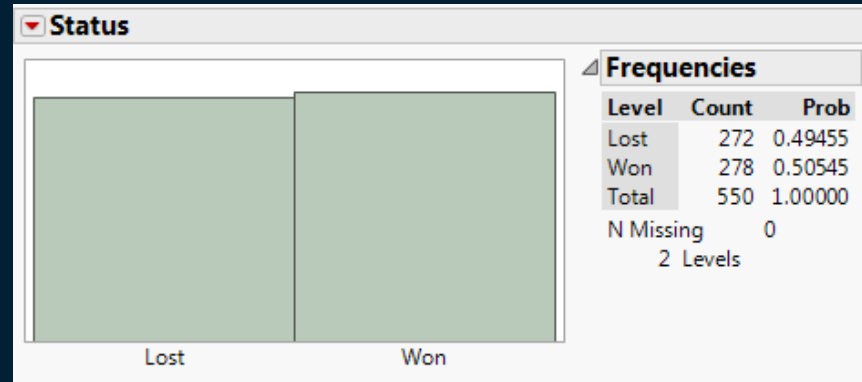 Status
Lost Won
Frequencies
Level Count Prob
Lost 272 0.49455
Won 278 0.50545
Total 550 1.00000
N Missing 0
2 Levels